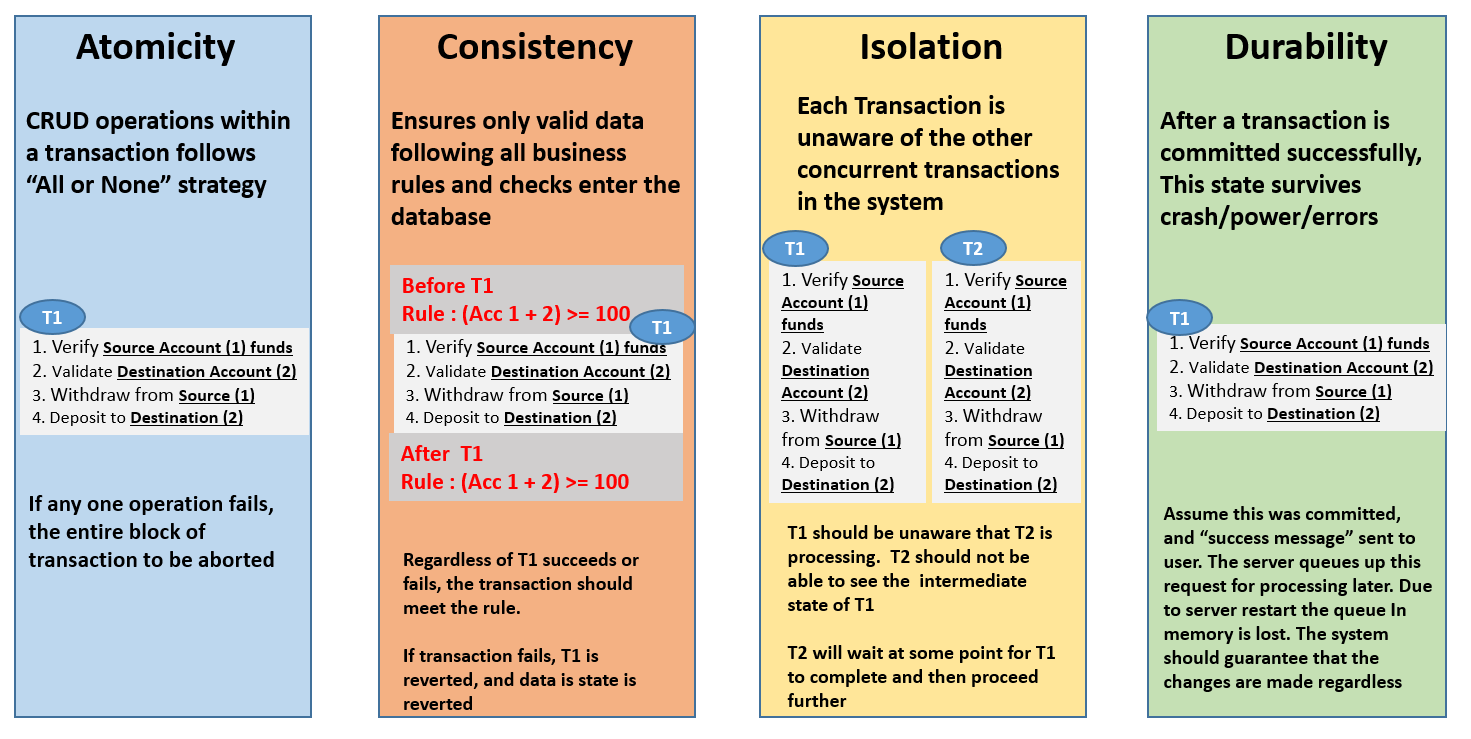 Atomicity
CRUD operations within
a transaction follows
“All or None” strategy
T1
1. Verify Source Account (1) funds
2. Validate Destination Account (2)
3. Withdraw from Source (1)
4. Deposit to Destination (2)
If any one operation fails,
the entire block of
transaction to be aborted
Consistency
Ensures only valid data
following all business
rules and checks enter the
database
Before T1
Rule : (Acc 1 + 2) >= 100
T1
1. Verify Source Account (1) funds
2. Validate Destination Account (2)
3. Withdraw from Source (1)
4. Deposit to Destination (2)
After  T1
Rule : (Acc 1 + 2) >= 100
Regardless of T1 succeeds or
fails, the transaction should
meet the rule.
If transaction fails, T1 is
reverted, and data is state is
reverted
Isolation
Each Transaction is
unaware of the other
concurrent transactions
in the system
T1
1. Verify Source
Account (1)
funds
2. Validate
Destination
Account (2)
3. Withdraw
from Source (1)
4. Deposit to
Destination (2)
T2
1. Verify Source
Account (1)
funds
2. Validate
Destination
Account (2)
3. Withdraw
from Source (1)
4. Deposit to
Destination (2)
T1 should be unaware that T2 is
processing.  T2 should not be
able to see the  intermediate
state of T1
T2 will wait at some point for T1
to complete and then proceed
further
Durability
After a transaction is
committed successfully,
This state survives
crash/power/errors
T1
1. Verify Source Account (1) funds
2. Validate Destination Account (2)
3. Withdraw from Source (1)
4. Deposit to Destination (2)
Assume this was committed,
and “success message” sent to
user. The server queues up this
request for processing later. Due
to server restart the queue In
memory is lost. The system
should guarantee that the
changes are made regardless